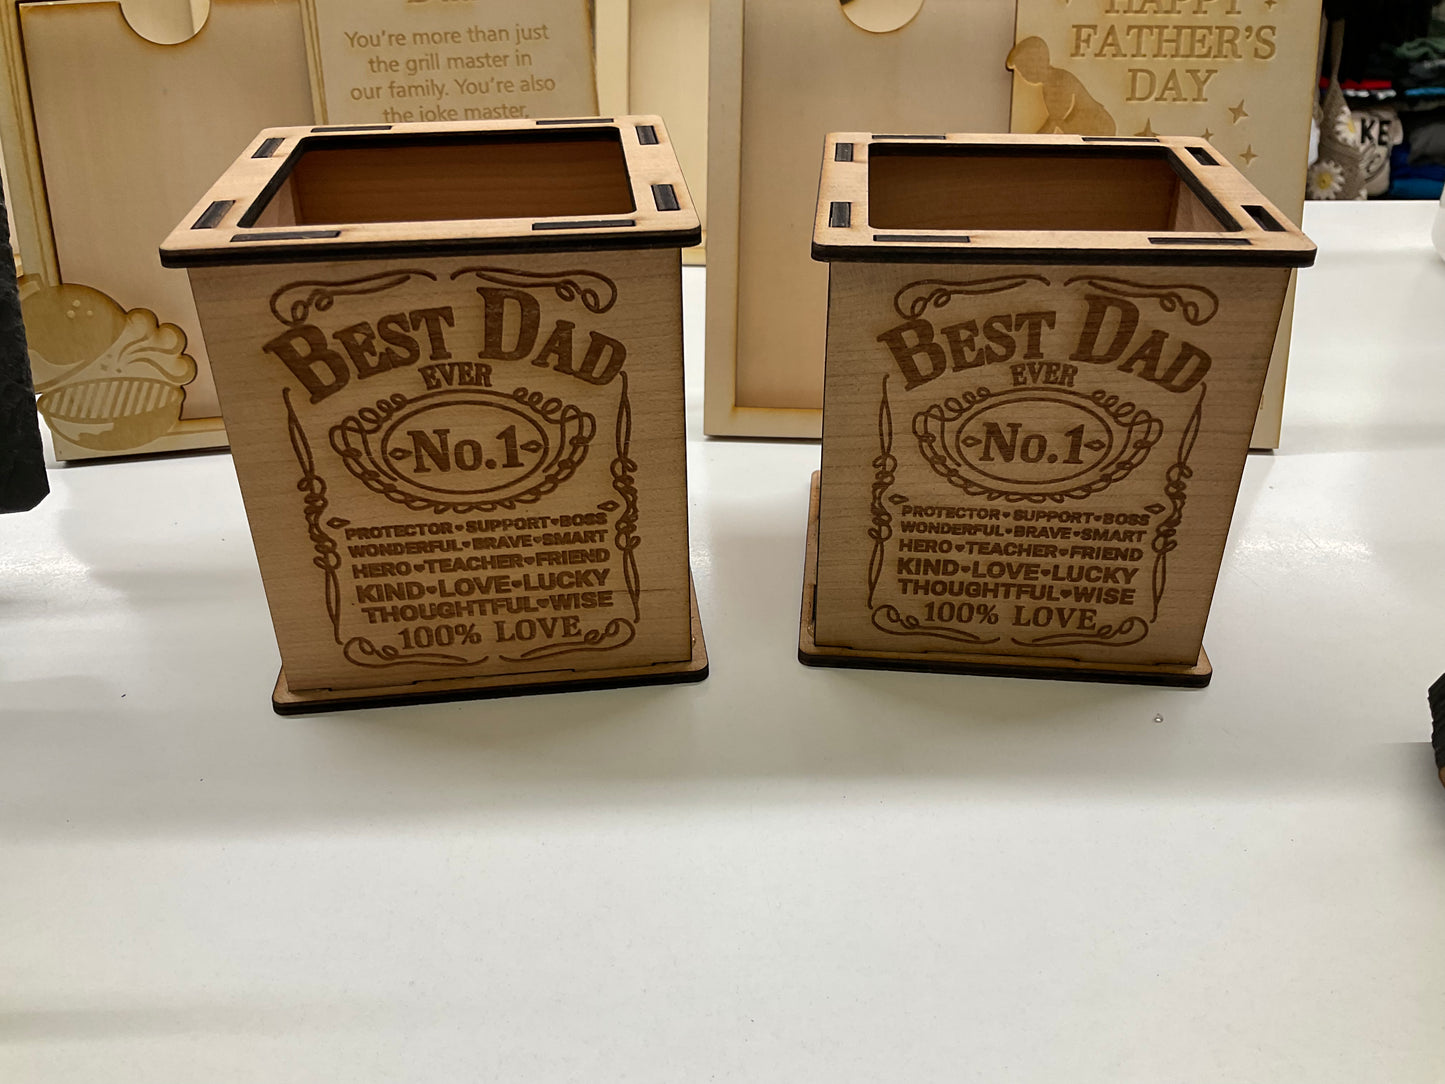 You're more than just
the grill master in
our family. You're also
the joke master,
HAPPY
FATHER'S
DAY
KE
BEST DAD
EVER
No.1
PROTECTOR♥SUPPORT♥BOSS
WONDERFUL♥BRAVE♥SMART
HERO♥TEACHER♥FRIEND
KIND♥LOVE♥LUCKY
THOUGHTFUL♥WISE
100% LOVE
BEST DAD
EVER
No.1
PROTECTOR♥SUPPORT♥BOSS
WONDERFUL♥BRAVE♥SMART
HERO♥TEACHER♥FRIEND
KIND♥LOVE♥LUCKY
THOUGHTFUL♥WISE
100% LOVE